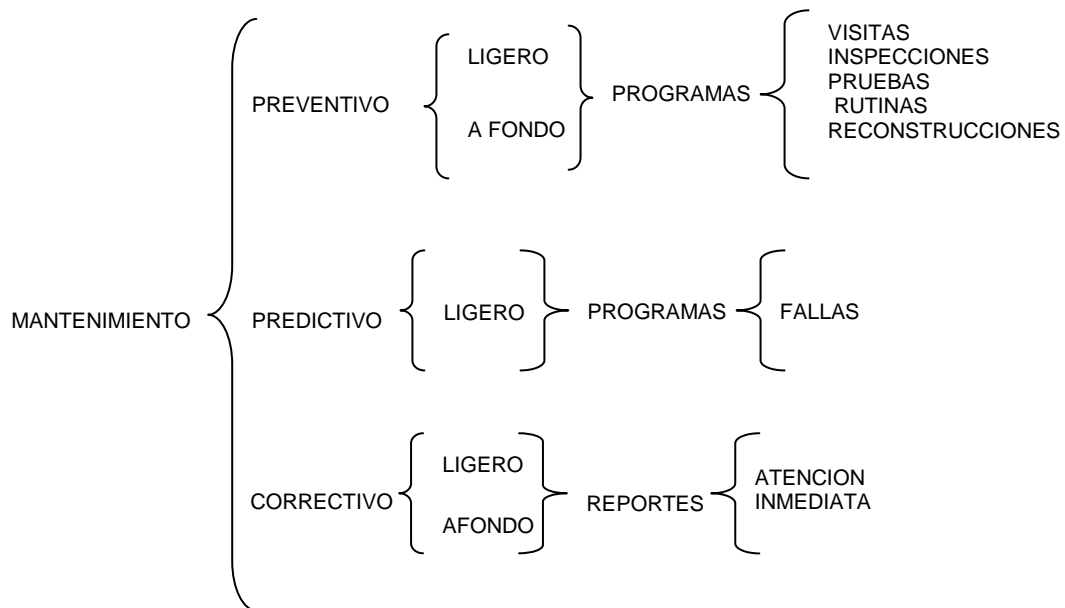 MANTENIMIENTO
PREVENTIVO
LIGERO
A FONDO
PROGRAMAS
VISITAS
INSPECCIONES
PRUEBAS
RUTINAS
RECONSTRUCCIONES
PREDICTIVO
LIGERO
PROGRAMAS
FALLAS
CORRECTIVO
LIGERO
AFONDO
REPORTES
ATENCION
INMEDIATA